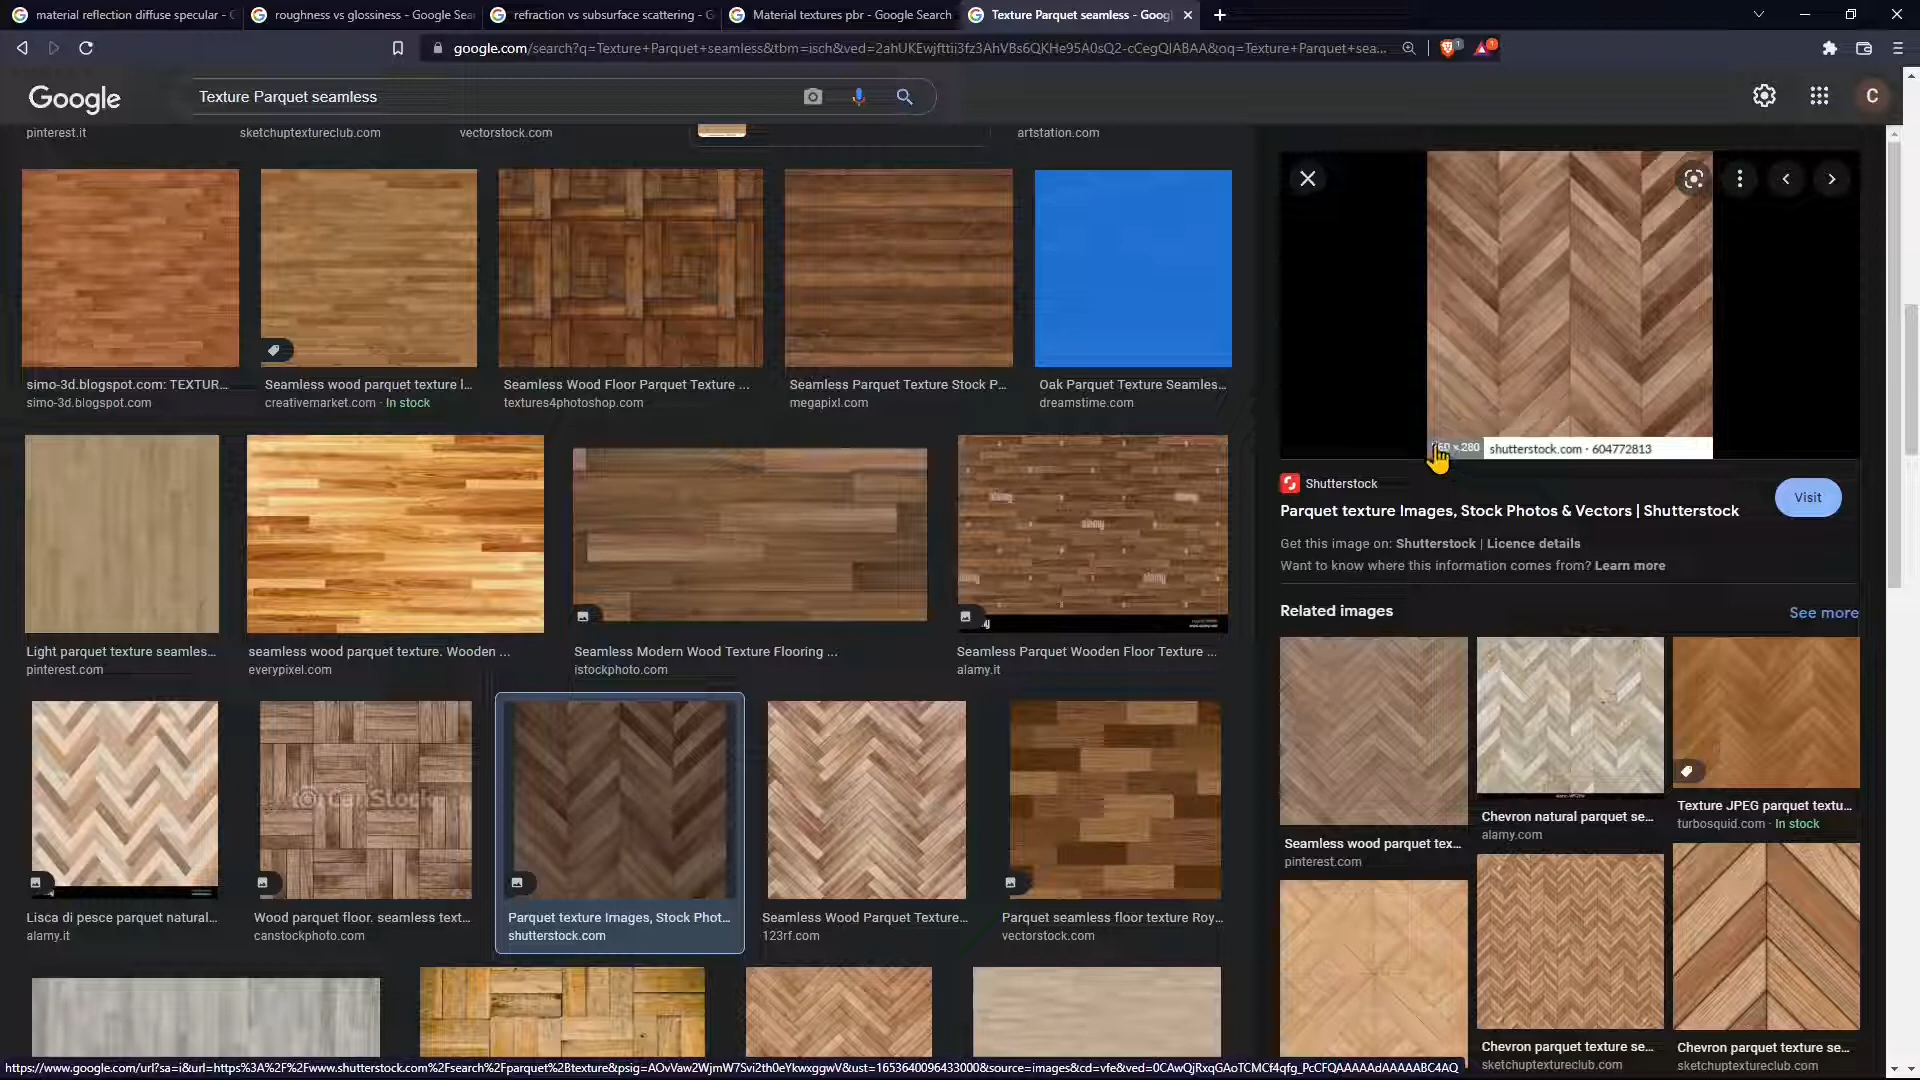 material reflection diffuse specular - G
roughness vs glossiness - Google Sea
refraction vs subsurface scattering - G
Material textures pbr - Google Search
Texture Parquet seamless - Goog
google.com/search?q=Texture+Parquet+seamless&tbm=isch&ved=2ahUKEwjfttii3fz3AhVBs6QKHe95A0sQ2-cCegQIABAA&oq=Texture+Parquet+sea...
1
1
Google
Texture Parquet seamless
C
pinterest.it
sketchuptextureclub.com
vectorstock.com
artstation.com
simo-3d.blogspot.com: TEXTUR...
simo-3d.blogspot.com
Seamless wood parquet texture l...
creativemarket.com · In stock
Seamless Wood Floor Parquet Texture ...
textures4photoshop.com
Seamless Parquet Texture Stock P...
megapixl.com
Oak Parquet Texture Seamles...
dreamstime.com
Light parquet texture seamles...
pinterest.com
seamless wood parquet texture. Wooden ...
everypixel.com
Seamless Modern Wood Texture Flooring ...
istockphoto.com
alamy
Seamless Parquet Wooden Floor Texture ...
alamy.it
Lisca di pesce parquet natural...
alamy.it
CanStock
Wood parquet floor. seamless text...
canstockphoto.com
Parquet texture Images, Stock Phot...
shutterstock.com
Seamless Wood Parquet Texture...
123rf.com
Parquet seamless floor texture Roy...
vectorstock.com
x 280
shutterstock.com · 604772813
Shutterstock
Visit
Parquet texture Images, Stock Photos & Vectors | Shutterstock
Get this image on: Shutterstock | Licence details
Want to know where this information comes from? Learn more
Related images
See more
Seamless wood parquet tex...
pinterest.com
Chevron natural parquet se...
alamy.com
Texture JPEG parquet textu...
turbosquid.com · In stock
Chevron parquet texture se...
sketchuptextureclub.com
Chevron parquet texture se...
sketchuptextureclub.com
https://www.google.com/url?sa=i&url=https%3A%2F%2Fwww.shutterstock.com%2Fsearch%2Fparquet%2Btexture&psig=AOvVaw2WjmW7Svi2th0eYkwxggwV&ust=1653640096433000&source=images&cd=vfe&ved=0CAwQjRxqGAoTCMCf4qfg_PcCFQAAAAAdAAAAABC4AQ